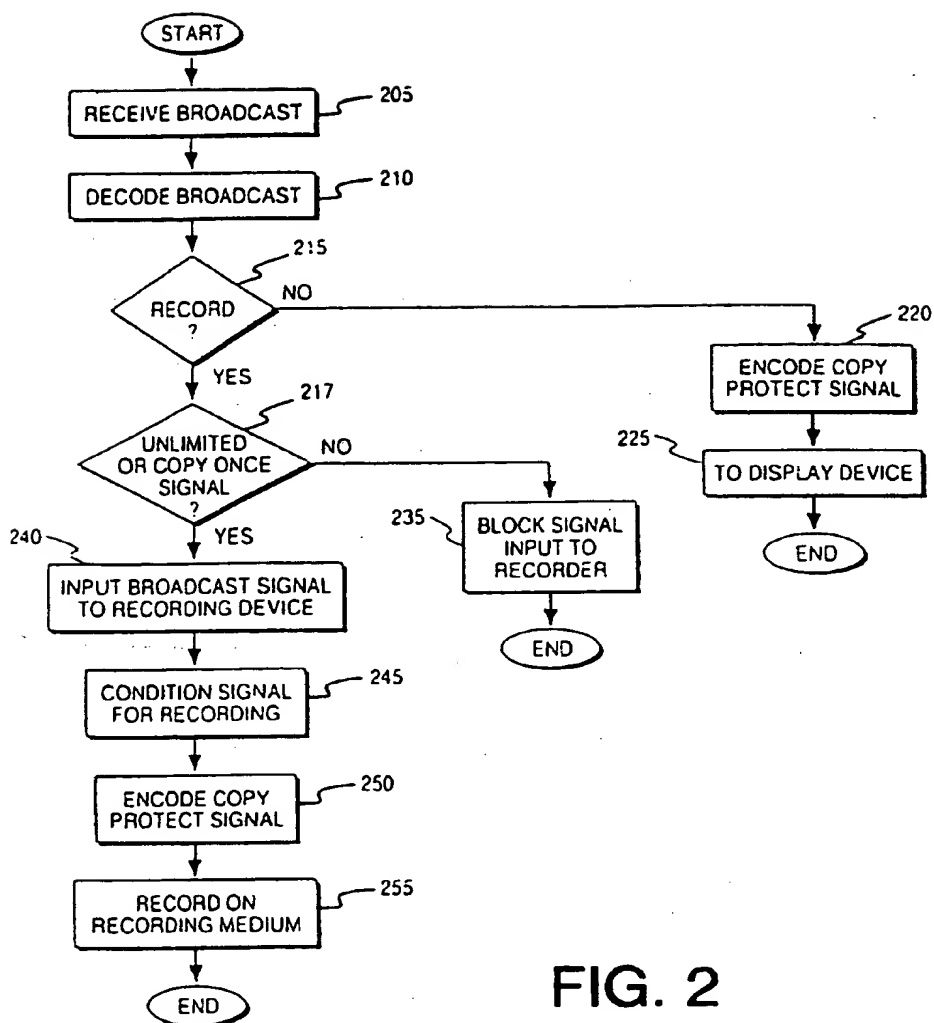 START
RECEIVE BROADCAST
205
DECODE BROADCAST
210
215
RECORD
?
NO
YES
220
ENCODE COPY
PROTECT SIGNAL
225
TO DISPLAY DEVICE
END
217
UNLIMITED
OR COPY ONCE
SIGNAL
?
NO
YES
235
BLOCK SIGNAL
INPUT TO
RECORDER
END
240
INPUT BROADCAST SIGNAL
TO RECORDING DEVICE
245
CONDITION SIGNAL
FOR RECORDING
250
ENCODE COPY
PROTECT SIGNAL
255
RECORD ON
RECORDING MEDIUM
END
FIG. 2